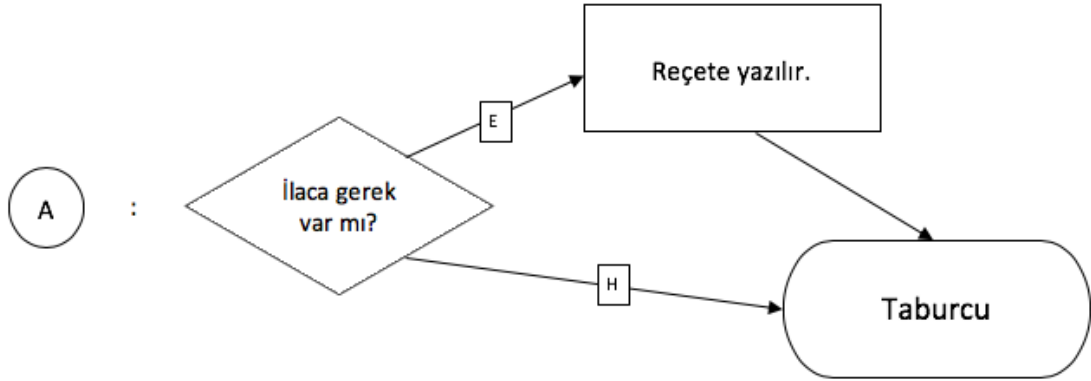 Reçete yazılır.
E
A
:
İlaca gerek
var mı?
H
Taburcu